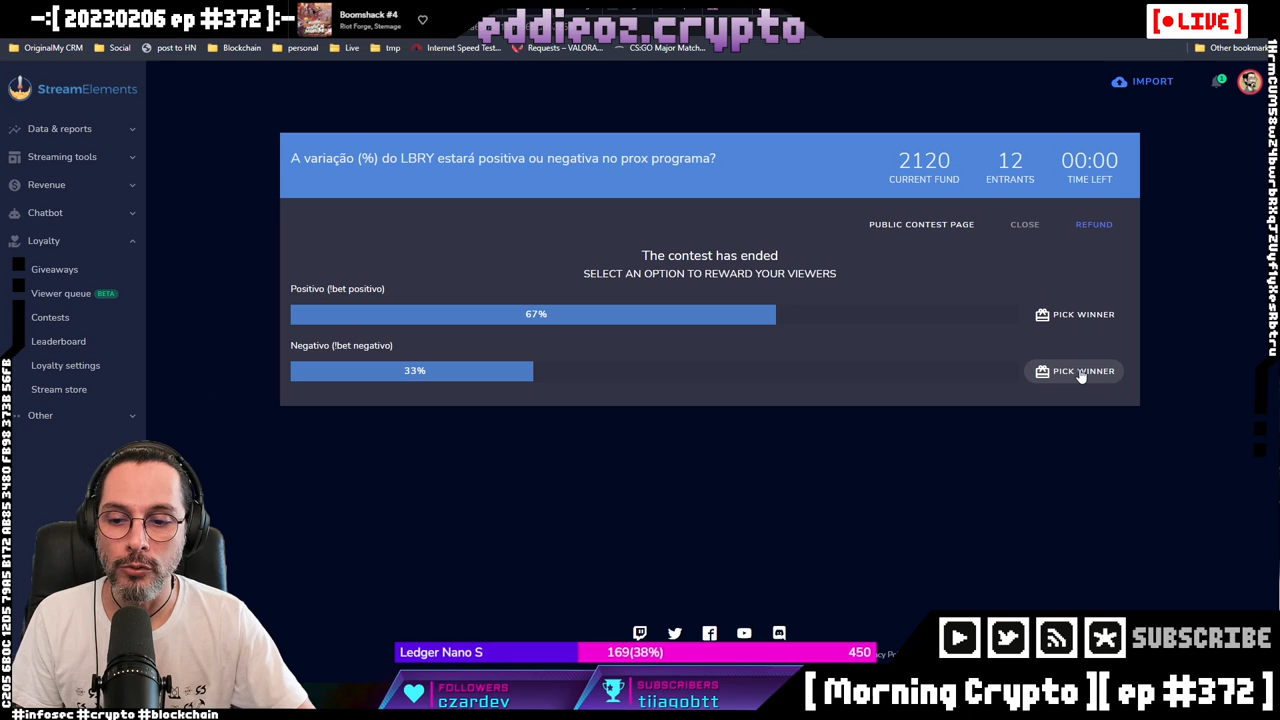 -:[ 20230206 ep #372 ]:-
Boomshack #4
Riot Forge, Stemage
eddieoz.crypto
[ LIVE ]
OriginalMy CRM
Social
post to HN
Blockchain
personal
Live
tmp
Internet Speed Test...
Requests – VALORA...
CS:GO Major Match...
Other bookmark
StreamElements
IMPORT
1
Data & reports
Streaming tools
Revenue
Chatbot
Loyalty
Giveaways
Viewer queue BETA
Contests
Leaderboard
Loyalty settings
Stream store
Other
A variação (%) do LBRY estará positiva ou negativa no prox programa?
2120
CURRENT FUND
12
ENTRANTS
00:00
TIME LEFT
PUBLIC CONTEST PAGE
CLOSE
REFUND
The contest has ended
SELECT AN OPTION TO REWARD YOUR VIEWERS
Positivo (!bet positivo)
67%
PICK WINNER
Negativo (!bet negativo)
33%
PICK WINNER
Ledger Nano S
169(38%)
450
FOLLOWERS
czardev
SUBSCRIBERS
tiiagobtt
SUBSCRIBE
[ Morning Crypto ][ ep #372 ]
#infosec #crypto #blockchain